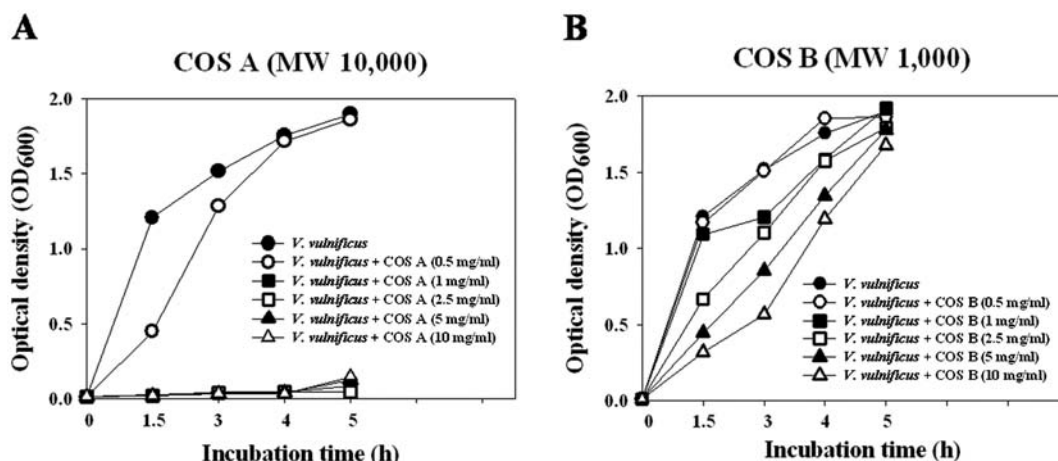 A
COS A (MW 10,000)
Optical density (OD600)
2.0
1.5
1.0
0.5
0.0
V. vulnificus
V. vulnificus + COS A (0.5 mg/ml)
V. vulnificus + COS A (1 mg/ml)
V. vulnificus + COS A (2.5 mg/ml)
V. vulnificus + COS A (5 mg/ml)
V. vulnificus + COS A (10 mg/ml)
0 1.5 3 4 5
Incubation time (h)
B
COS B (MW 1,000)
Optical density (OD600)
2.0
1.5
1.0
0.5
0.0
V. vulnificus
V. vulnificus + COS B (0.5 mg/ml)
V. vulnificus + COS B (1 mg/ml)
V. vulnificus + COS B (2.5 mg/ml)
V. vulnificus + COS B (5 mg/ml)
V. vulnificus + COS B (10 mg/ml)
0 1.5 3 4 5
Incubation time (h)